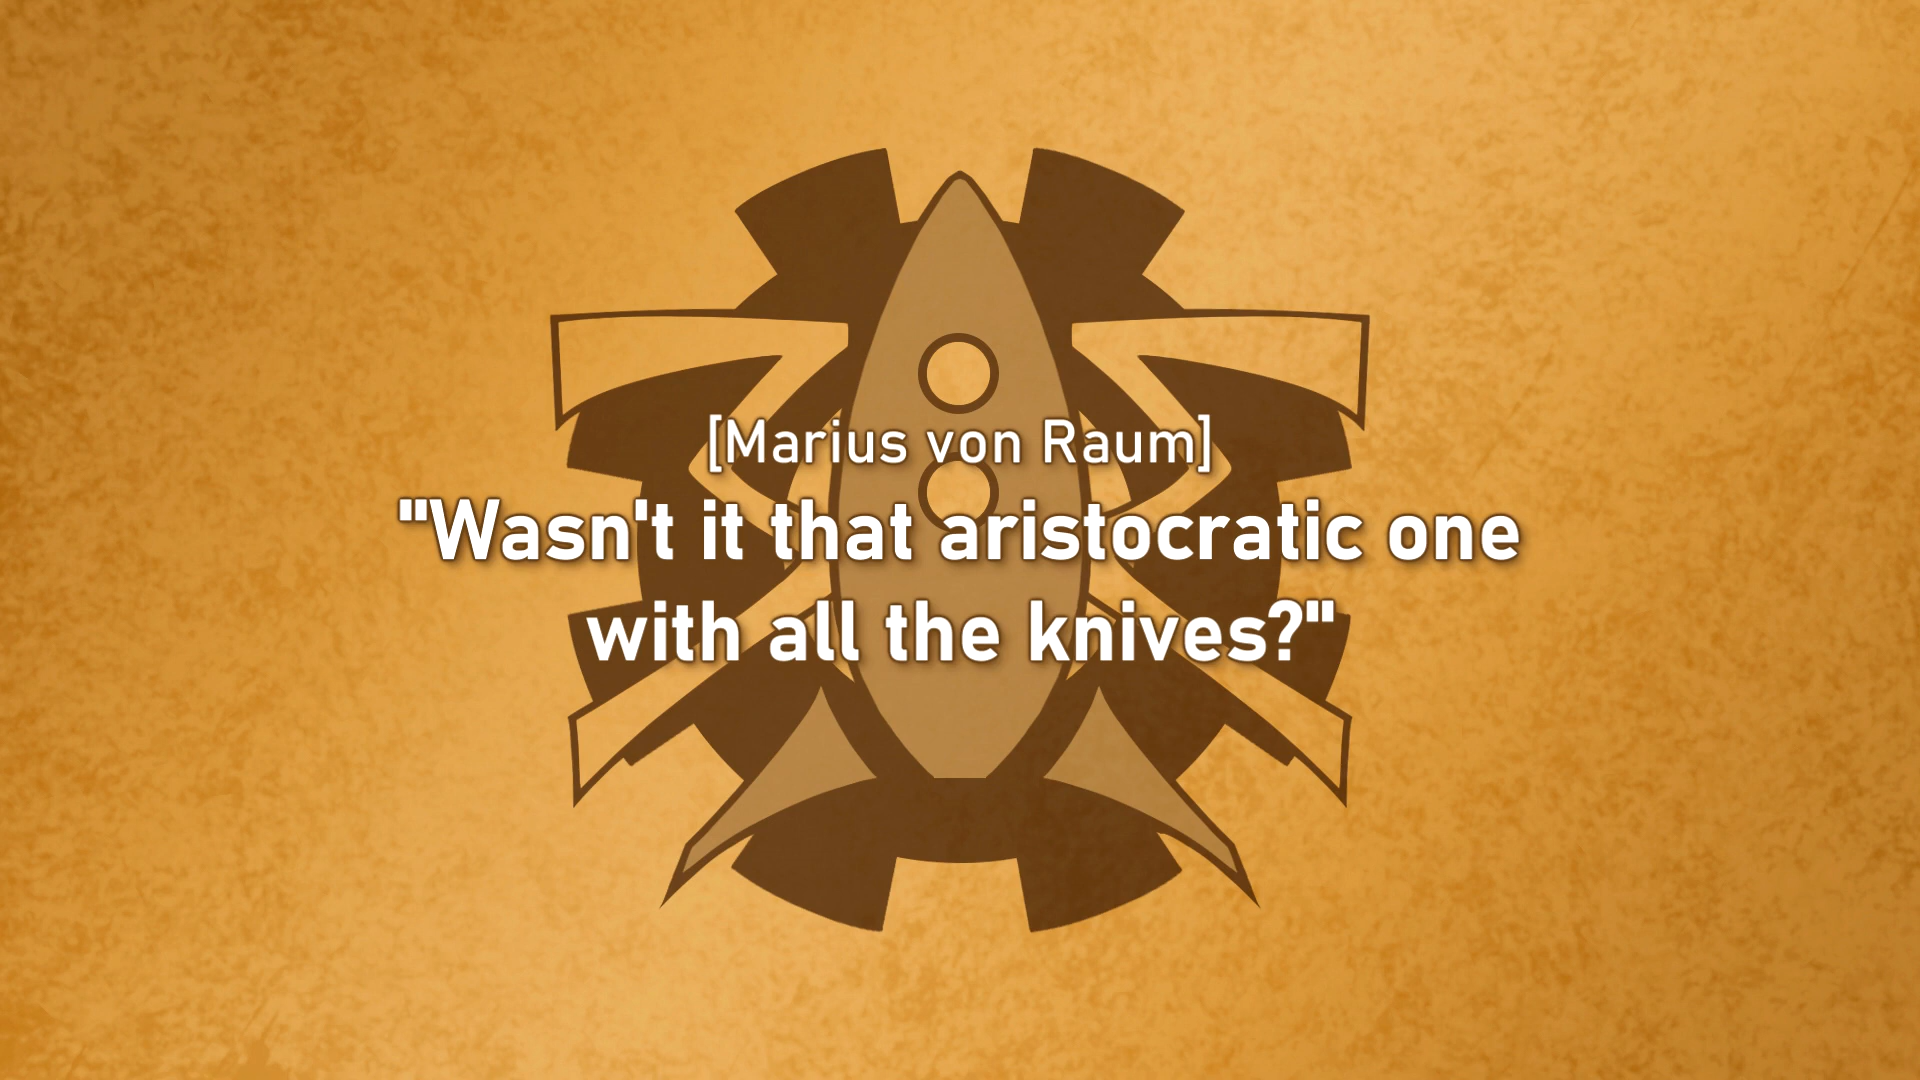 [Marius von Raum]
"Wasn't it that aristocratic one
with all the knives?"